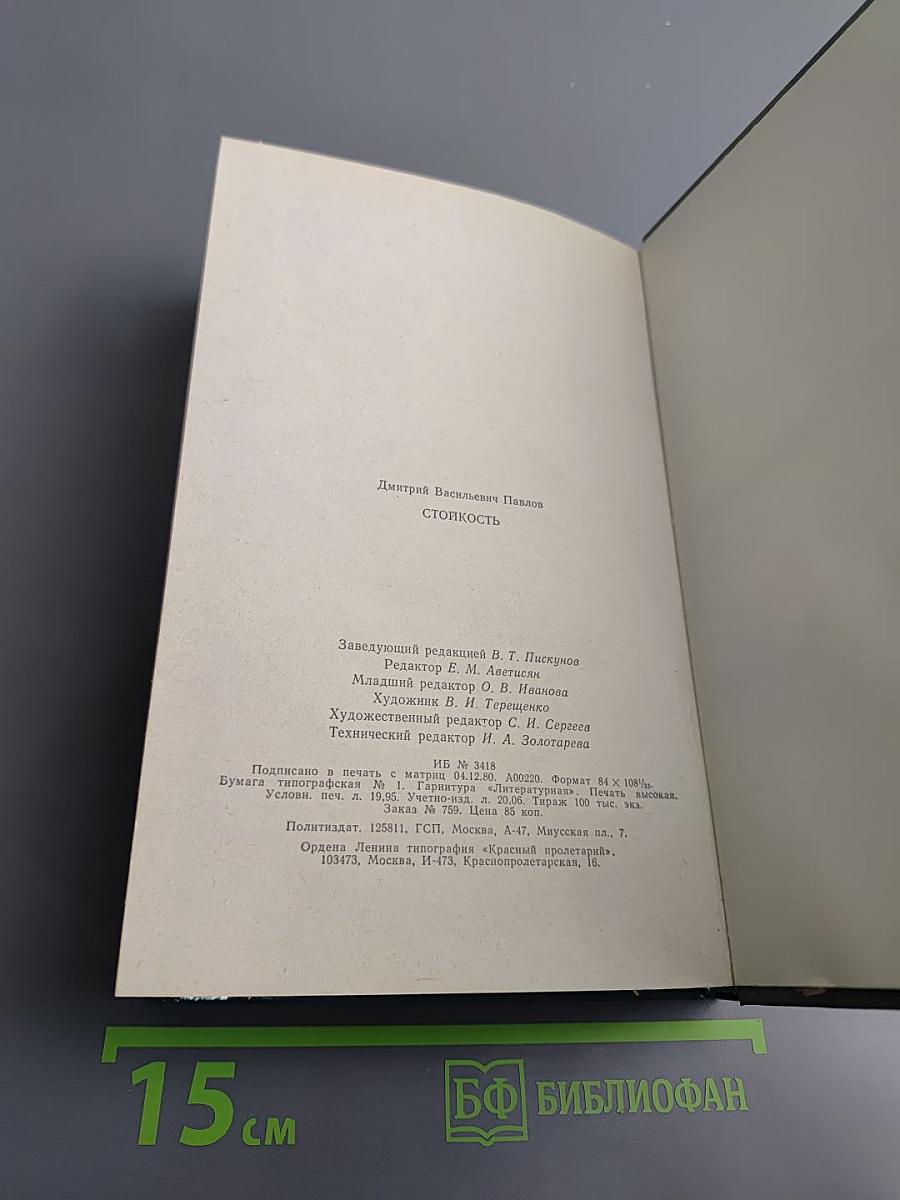 Дмитрий Васильевич Павлов
СТОЙКОСТЬ
Заведующий редакцией В. Т. Пискунов
Редактор Е. М. Аветисян
Младший редактор О. В. Иванова
Художник В. И. Терещенко
Художественный редактор С. И. Сергеев
Технический редактор И. А. Золотарева
ИБ № 3418
Подписано в печать с матриц 04.12.80. А00220. Формат 84 × 108 1/32.
Бумага типографская № 1. Гарнитура «Литературная». Печать высокая.
Условн. печ. л. 19,95. Учетно-изд. л. 20,06. Тираж 100 тыс. экз.
Заказ № 759. Цена 85 коп.
Политиздат. 125811, ГСП, Москва, А-47, Миусская пл., 7.
Ордена Ленина типография «Красный пролетарий».
103473, Москва, И-473, Краснопролетарская, 16.
15 см
БФ БИБЛИОФАН